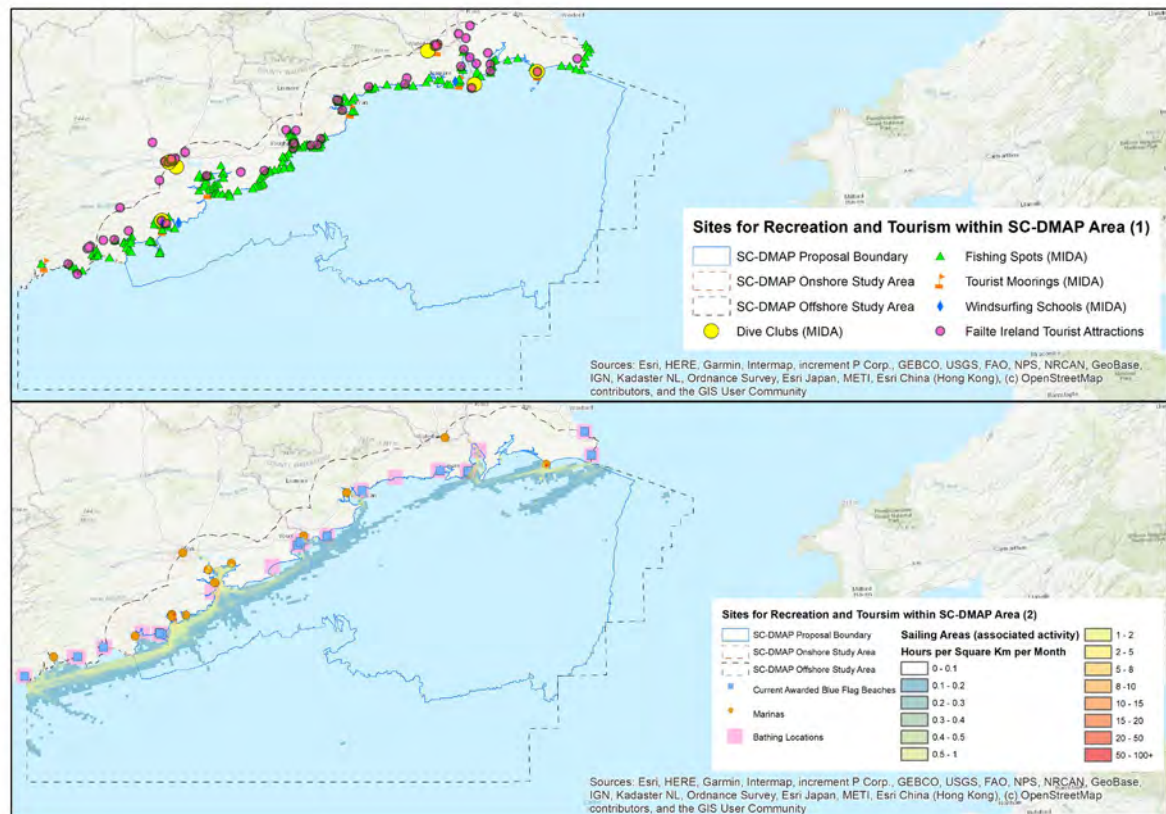 Lismore
Sites for Recreation and Tourism within SC-DMAP Area (1)
SC-DMAP Proposal Boundary
SC-DMAP Onshore Study Area
SC-DMAP Offshore Study Area
Dive Clubs (MIDA)
Fishing Spots (MIDA)
Tourist Moorings (MIDA)
Windsurfing Schools (MIDA)
Failte Ireland Tourist Attractions
Sources: Esri, HERE, Garmin, Intermap, increment P Corp., GEBCO, USGS, FAO, NPS, NRCAN, GeoBase,
IGN, Kadaster NL, Ordnance Survey, Esri Japan, METI, Esri China (Hong Kong), (c) OpenStreetMap
contributors, and the GIS User Community
Lismore
Sites for Recreation and Toursim within SC-DMAP Area (2)
SC-DMAP Proposal Boundary
SC-DMAP Onshore Study Area
SC-DMAP Offshore Study Area
Current Awarded Blue Flag Beaches
Marinas
Bathing Locations
Sailing Areas (associated activity)
Hours per Square Km per Month
0 - 0.1
0.1 - 0.2
0.2 - 0.3
0.3 - 0.4
0.4 - 0.5
0.5 - 1
1 - 2
2 - 5
5 - 8
8 -10
10 - 15
15 - 20
20 - 50
50 - 100+
Sources: Esri, HERE, Garmin, Intermap, increment P Corp., GEBCO, USGS, FAO, NPS, NRCAN, GeoBase,
IGN, Kadaster NL, Ordnance Survey, Esri Japan, METI, Esri China (Hong Kong), (c) OpenStreetMap
contributors, and the GIS User Community